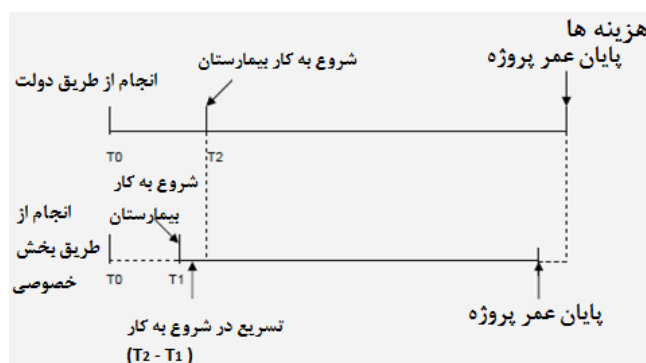 هزینه ها
پایان عمر پروژه
شروع به کار بیمارستان
انجام از طریق دولت
T0
T2
شروع به کار
بیمارستان
انجام از
طریق بخش
خصوصی
T0
T1
تسریع در شروع به کار
(T2 - T1 )
پایان عمر پروژه